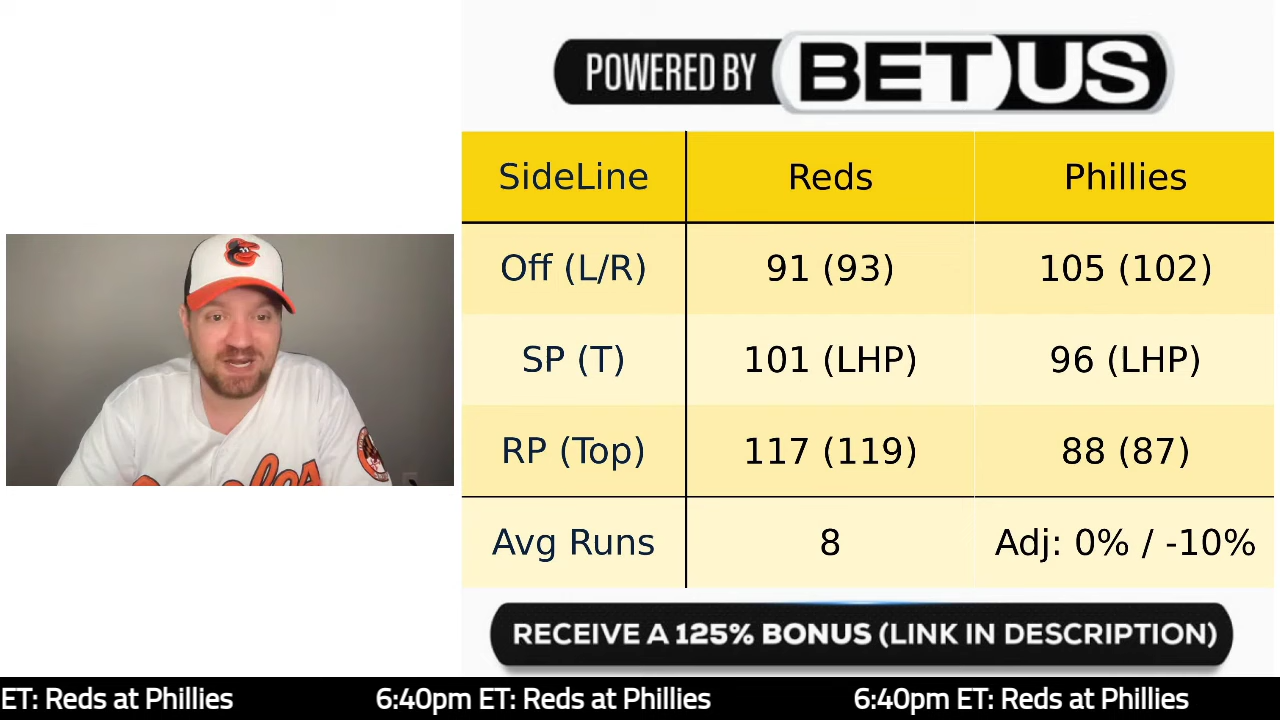 POWERED BY BETUS
SideLine Reds Phillies
Off (L/R) 91 (93) 105 (102)
SP (T) 101 (LHP) 96 (LHP)
RP (Top) 117 (119) 88 (87)
Avg Runs 8 Adj: 0% / -10%
RECEIVE A 125% BONUS (LINK IN DESCRIPTION)
ET: Reds at Phillies 6:40pm ET: Reds at Phillies 6:40pm ET: Reds at Phillies